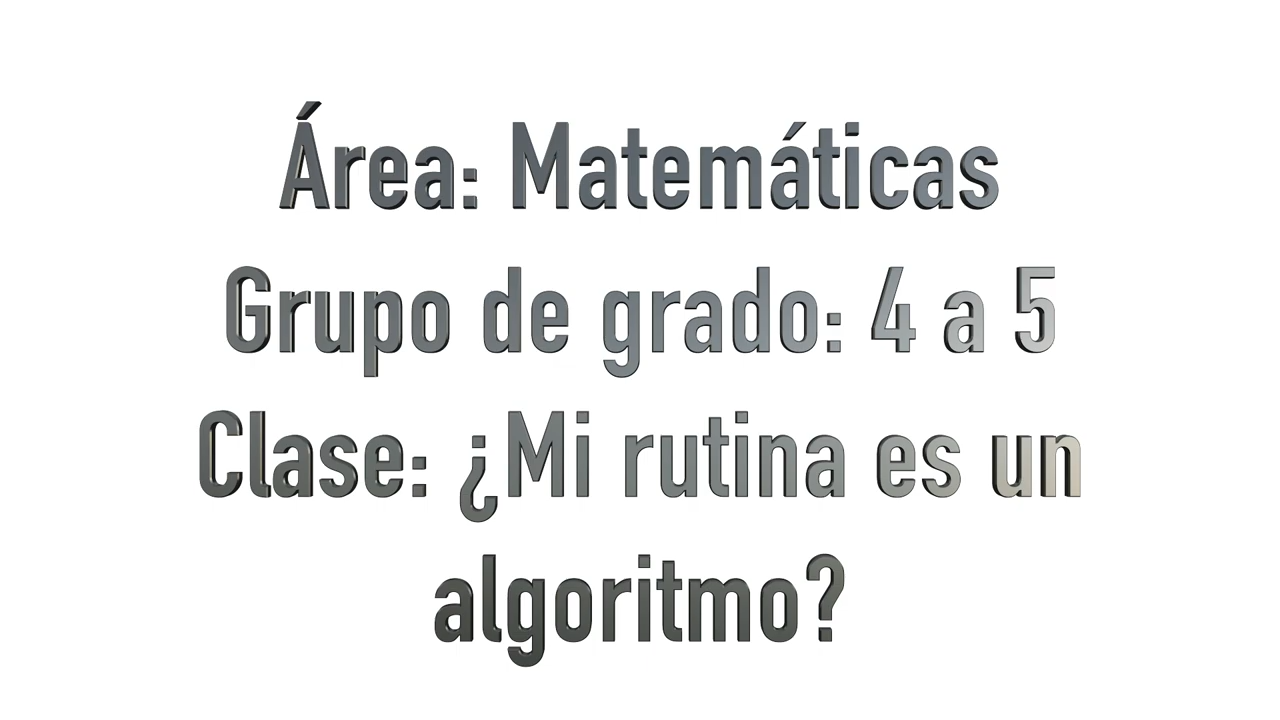 Área: Matemáticas
Grupo de grado: 4 a 5
Clase: ¿Mi rutina es un
algoritmo?